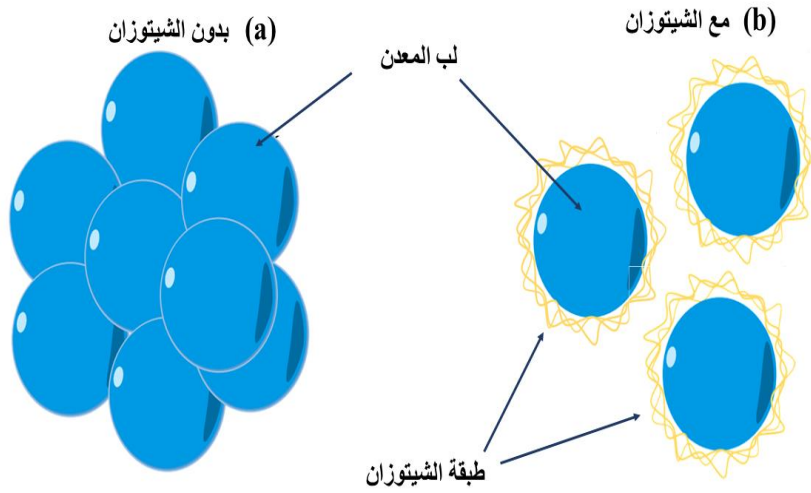 (a) بدون الشيتوزان
(b) مع الشيتوزان
لب المعدن
طبقة الشيتوزان